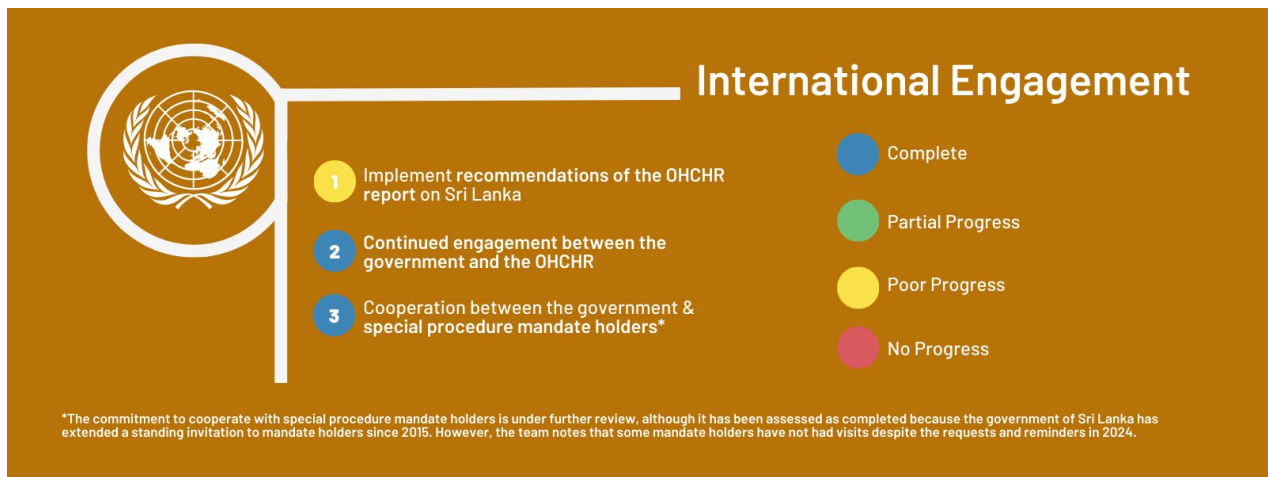 International Engagement
1
Implement recommendations of the OHCHR
report on Sri Lanka
2
Continued engagement between the
government and the OHCHR
3
Cooperation between the government &
special procedure mandate holders*
Complete
Partial Progress
Poor Progress
No Progress
*The commitment to cooperate with special procedure mandate holders is under further review, although it has been assessed as completed because the government of Sri Lanka has
extended a standing invitation to mandate holders since 2015. However, the team notes that some mandate holders have not had visits despite the requests and reminders in 2024.